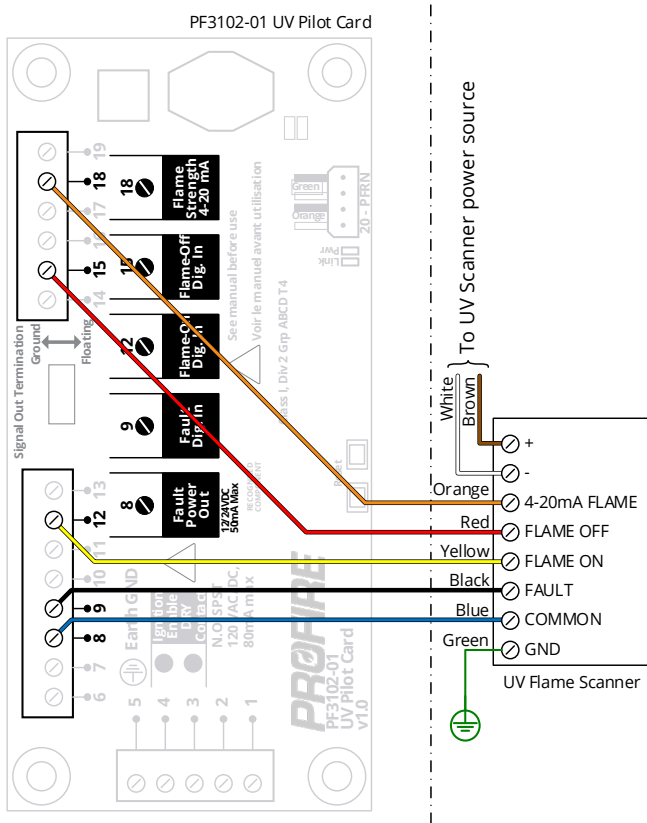 PF3102-01 UV Pilot Card
19
18
17
15
14
18
Flame
Strength
4-20 mA
Flame-Off
Dig. In
12
Dig. In
9
Fault
Dig. In
8
Fault
Power
Out
12/24VDC
50mA Max
Green
Orange
20 - PFRN
Link
Pwr
See manual before use
Voir le manuel avant utilisation
Class I, Div 2 Grp ABCD T4
RECOGNIZED
COMPONENT
Signal Out Termination
Ground
Floating
13
12
11
10
9
8
7
6
Earth GND
Ignition
Enable
DRY
Contact
N.O. SPST
120 VAC/DC,
80mA max
PROFIRE
PF3102-01
UV Pilot Card
v1.0
5
4
3
2
1
To UV Scanner power source
White
Brown
+
-
Orange
4-20mA FLAME
Red
FLAME OFF
Yellow
FLAME ON
Black
FAULT
Blue
COMMON
Green
GND
UV Flame Scanner